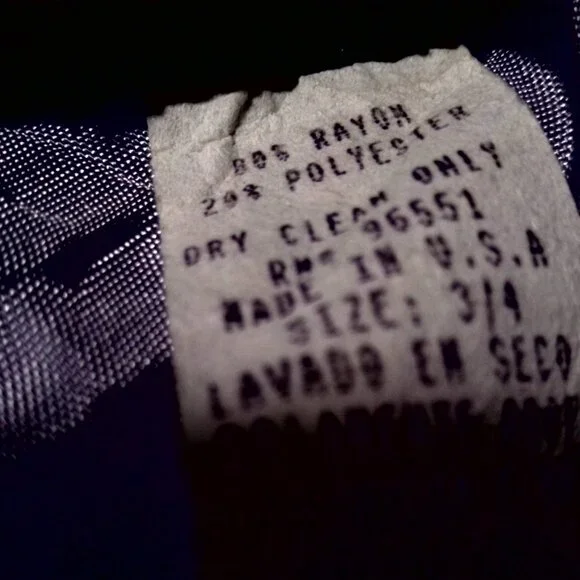 80% RAYON
20% POLYESTER
DRY CLEAN ONLY
RN# 96551
MADE IN U.S.A
SIZE: 3/4
LAVADO EN SECO